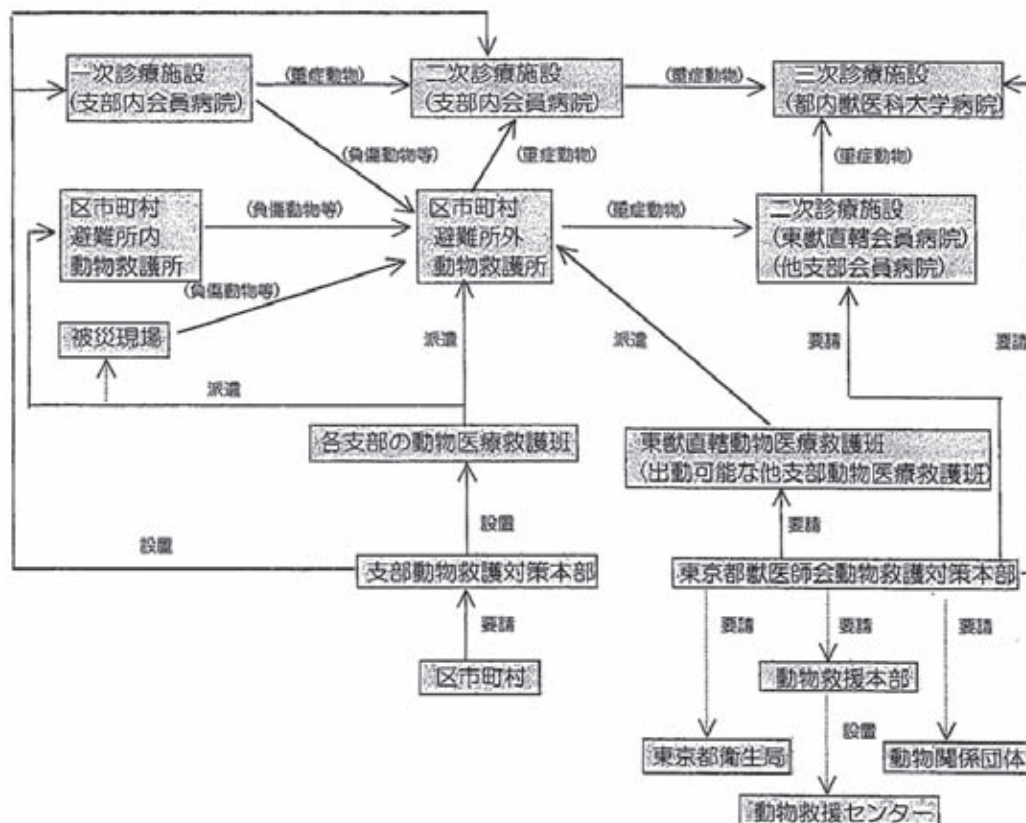 一次診療施設
(支部内会員病院)
(重症動物)
二次診療施設
(支部内会員病院)
(重症動物)
三次診療施設
(都内獣医科大学病院)
(負傷動物等)
(重症動物)
(重症動物)
区市町村
避難所内
動物救護所
(負傷動物等)
区市町村
避難所外
動物救護所
(重症動物)
二次診療施設
(東獣直轄会員病院)
(他支部会員病院)
(負傷動物等)
被災現場
派遣
派遣
派遣
要請
要請
各支部の動物医療救護班
東獣直轄動物医療救護班
(出動可能な他支部動物医療救護班)
設置
設置
要請
支部動物救護対策本部
東京都獣医師会動物救護対策本部
要請
要請
要請
要請
区市町村
動物救援本部
設置
東京都衛生局
動物関係団体
動物救援センター